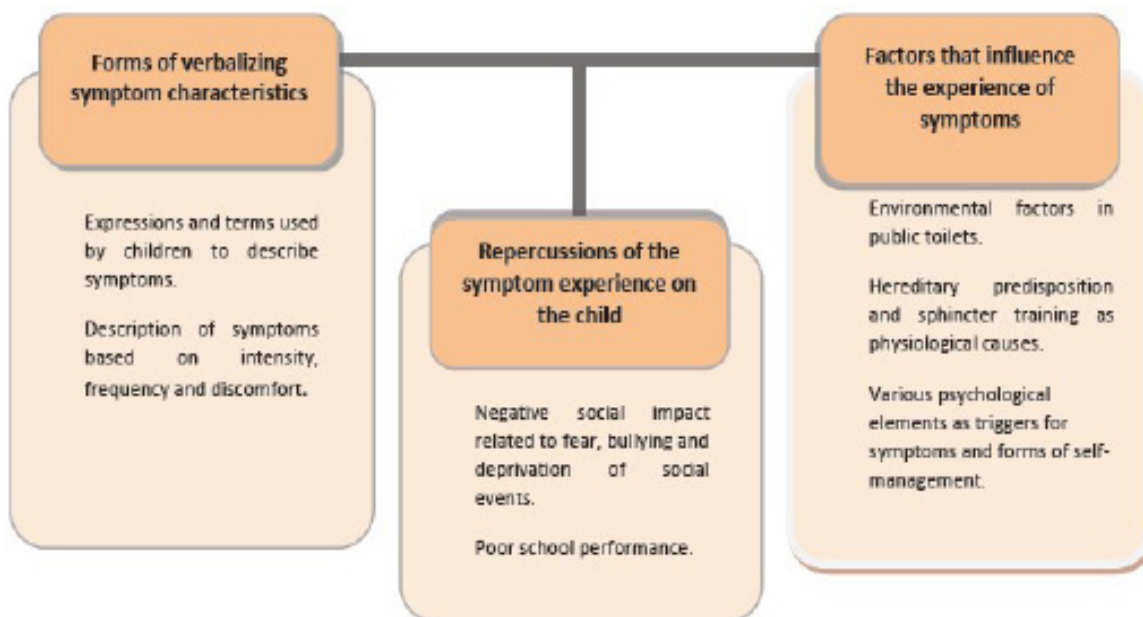 Forms of verbalizing
symptom characteristics
Expressions and terms used
by children to describe
symptoms.
Description of symptoms
based on intensity,
frequency and discomfort.
Repercussions of the
symptom experience on
the child
Negative social impact
related to fear, bullying and
deprivation of social
events.
Poor school performance.
Factors that influence
the experience of
symptoms
Environmental factors in
public toilets.
Hereditary predisposition
and sphincter training as
physiological causes.
Various psychological
elements as triggers for
symptoms and forms of self-
management.